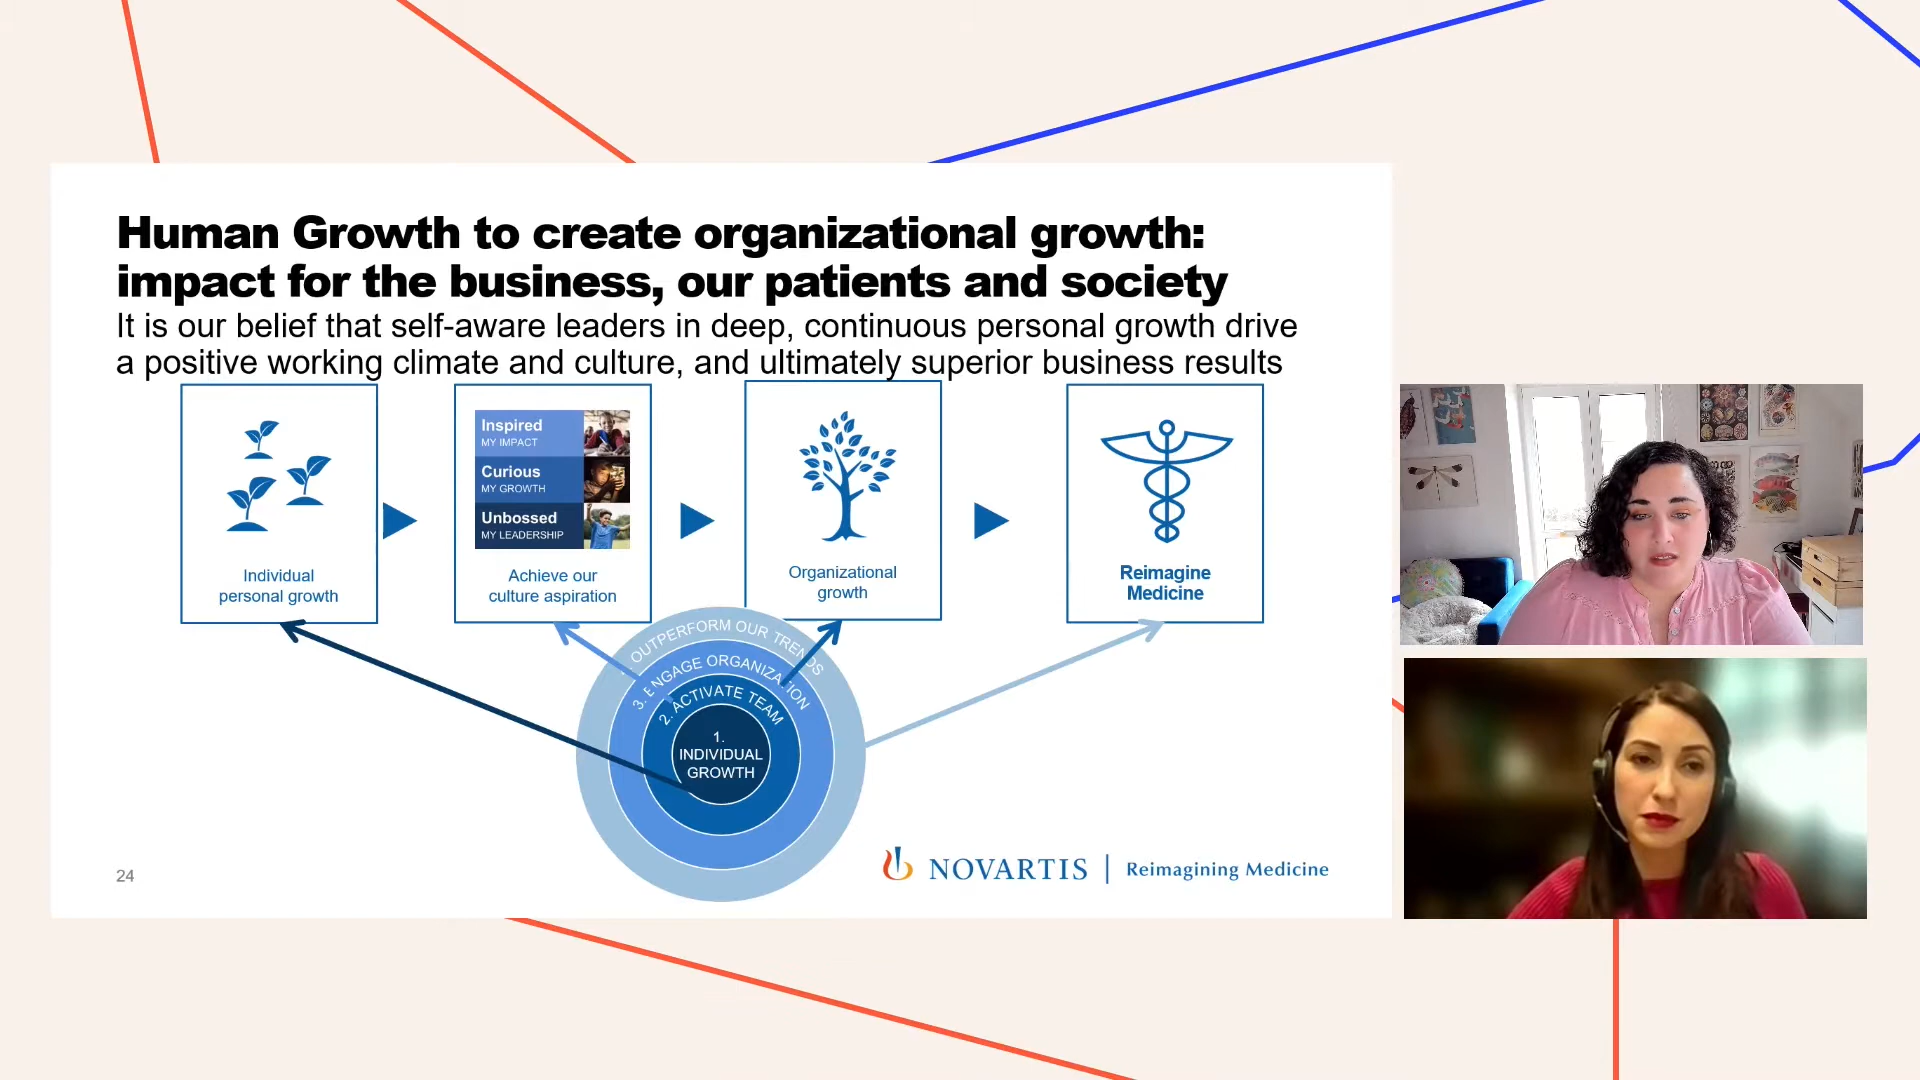 Human Growth to create organizational growth:
impact for the business, our patients and society
It is our belief that self-aware leaders in deep, continuous personal growth drive
a positive working climate and culture, and ultimately superior business results
Individual
personal growth
Inspired
MY IMPACT
Curious
MY GROWTH
Unbossed
MY LEADERSHIP
Achieve our
culture aspiration
Organizational
growth
Reimagine
Medicine
OUTPERFORM OUR TRENDS
3. ENGAGE ORGANIZATION
2. ACTIVATE TEAM
1.
INDIVIDUAL
GROWTH
24
NOVARTIS | Reimagining Medicine